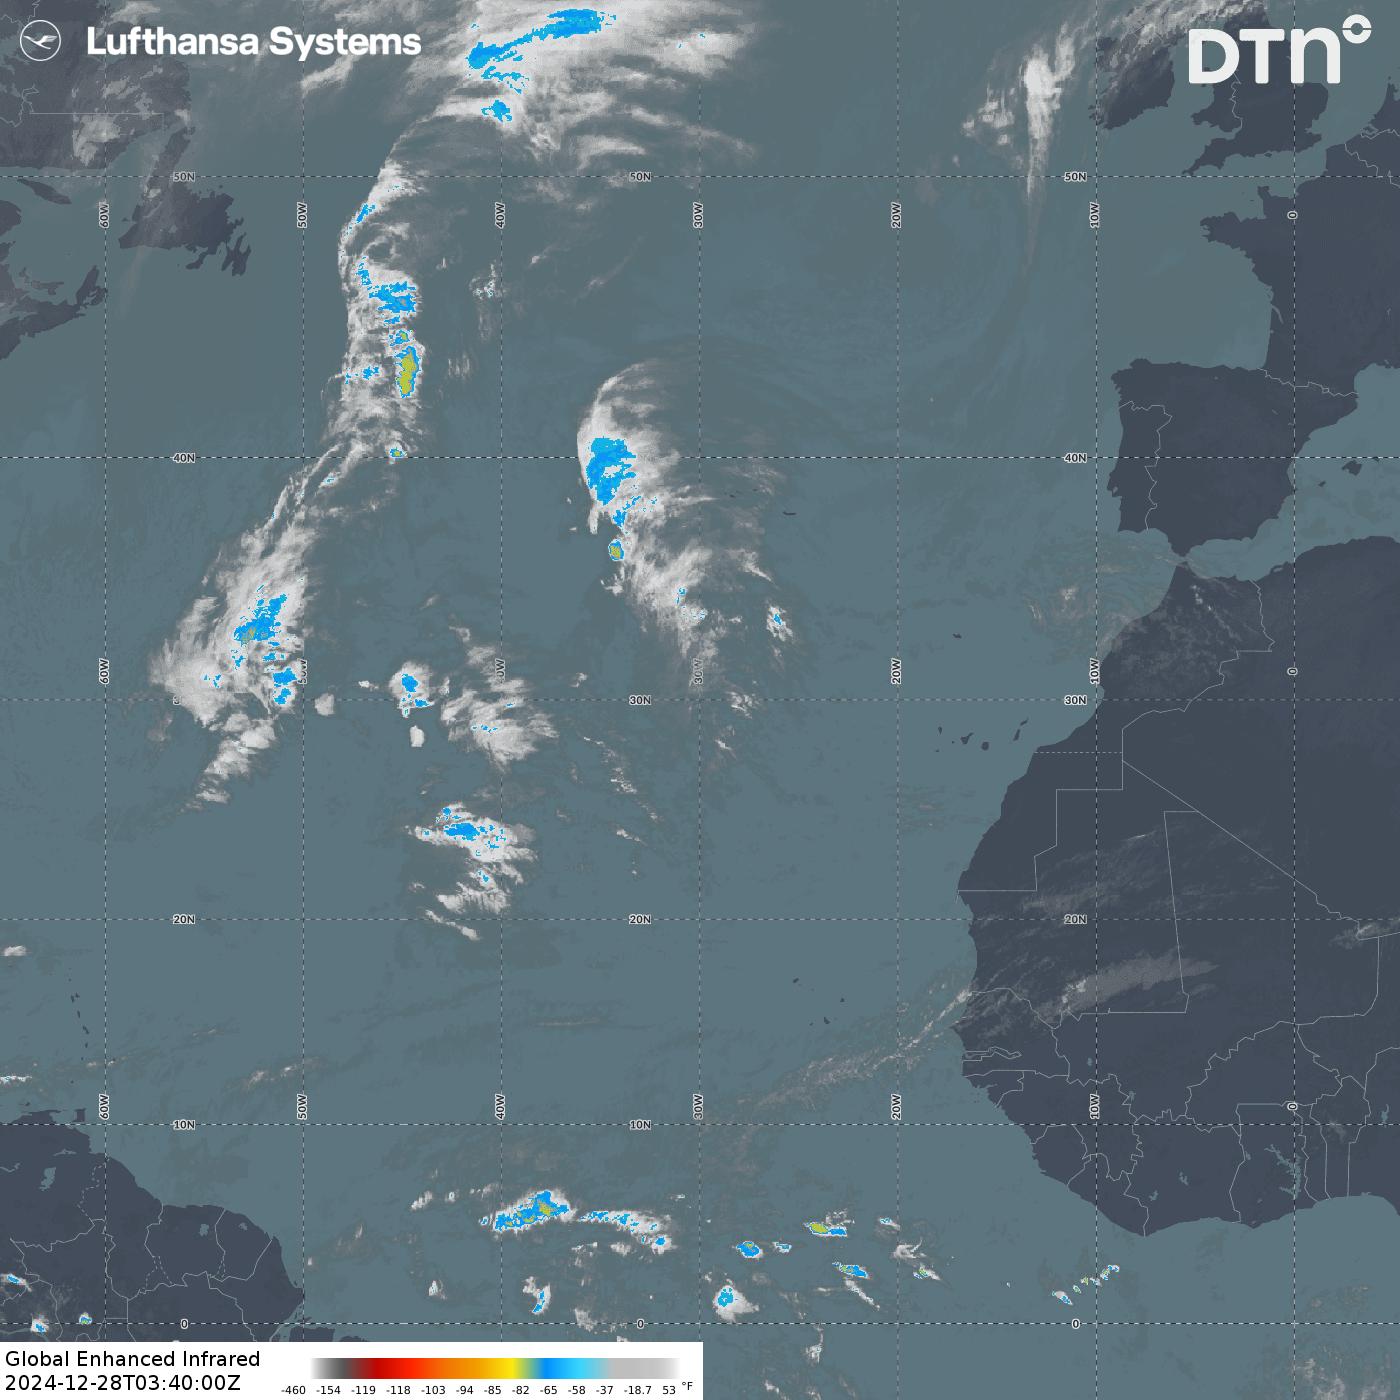 Lufthansa Systems
DTN
50N 50N 50N
60W 50W 40W 30W 20W 10W 0
40N 40N 40N
60W 50W 0W 30W 20W 10W 0
30N 30N
20N 20N 20N
60W 50W 40W 30W 20W 10W 0
10N 10N 10N
0 0 0
Global Enhanced Infrared
2024-12-28T03:40:00Z
-460 -154 -119 -118 -103 -94 -85 -82 -65 -58 -37 -18.7 53 °F